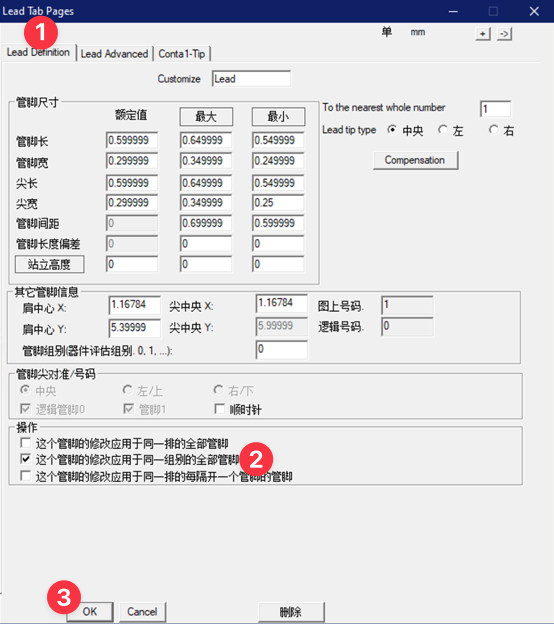 Lead Tab Pages
1
单 mm + ->
Lead Definition Lead Advanced Conta1-Tip
Customize Lead
管脚尺寸
额定值 最大 最小
To the nearest whole number 1
管脚长 0.599999 0.649999 0.549999
Lead tip type 中央 左 右
管脚宽 0.299999 0.349999 0.249999
Compensation
尖长 0.599999 0.649999 0.549999
尖宽 0.299999 0.349999 0.25
管脚间距 0 0.699999 0.599999
管脚长度偏差 0 0 0
站立高度 0 0 0
其它管脚信息
肩中心 X: 1.16784 尖中央 X: 1.16784 图上号码. 1
肩中心 Y: 5.39999 尖中央 Y: 5.99999 逻辑号码. 0
管脚组别(器件评估组别. 0, 1, ...): 0
管脚尖对准/号码
中央 左/上 右/下
逻辑管脚0 管脚1 顺时针
操作
这个管脚的修改应用于同一排的全部管脚
这个管脚的修改应用于同一组别的全部管脚 2
这个管脚的修改应用于同一排的每隔开一个管脚的管脚
3
OK Cancel 删除